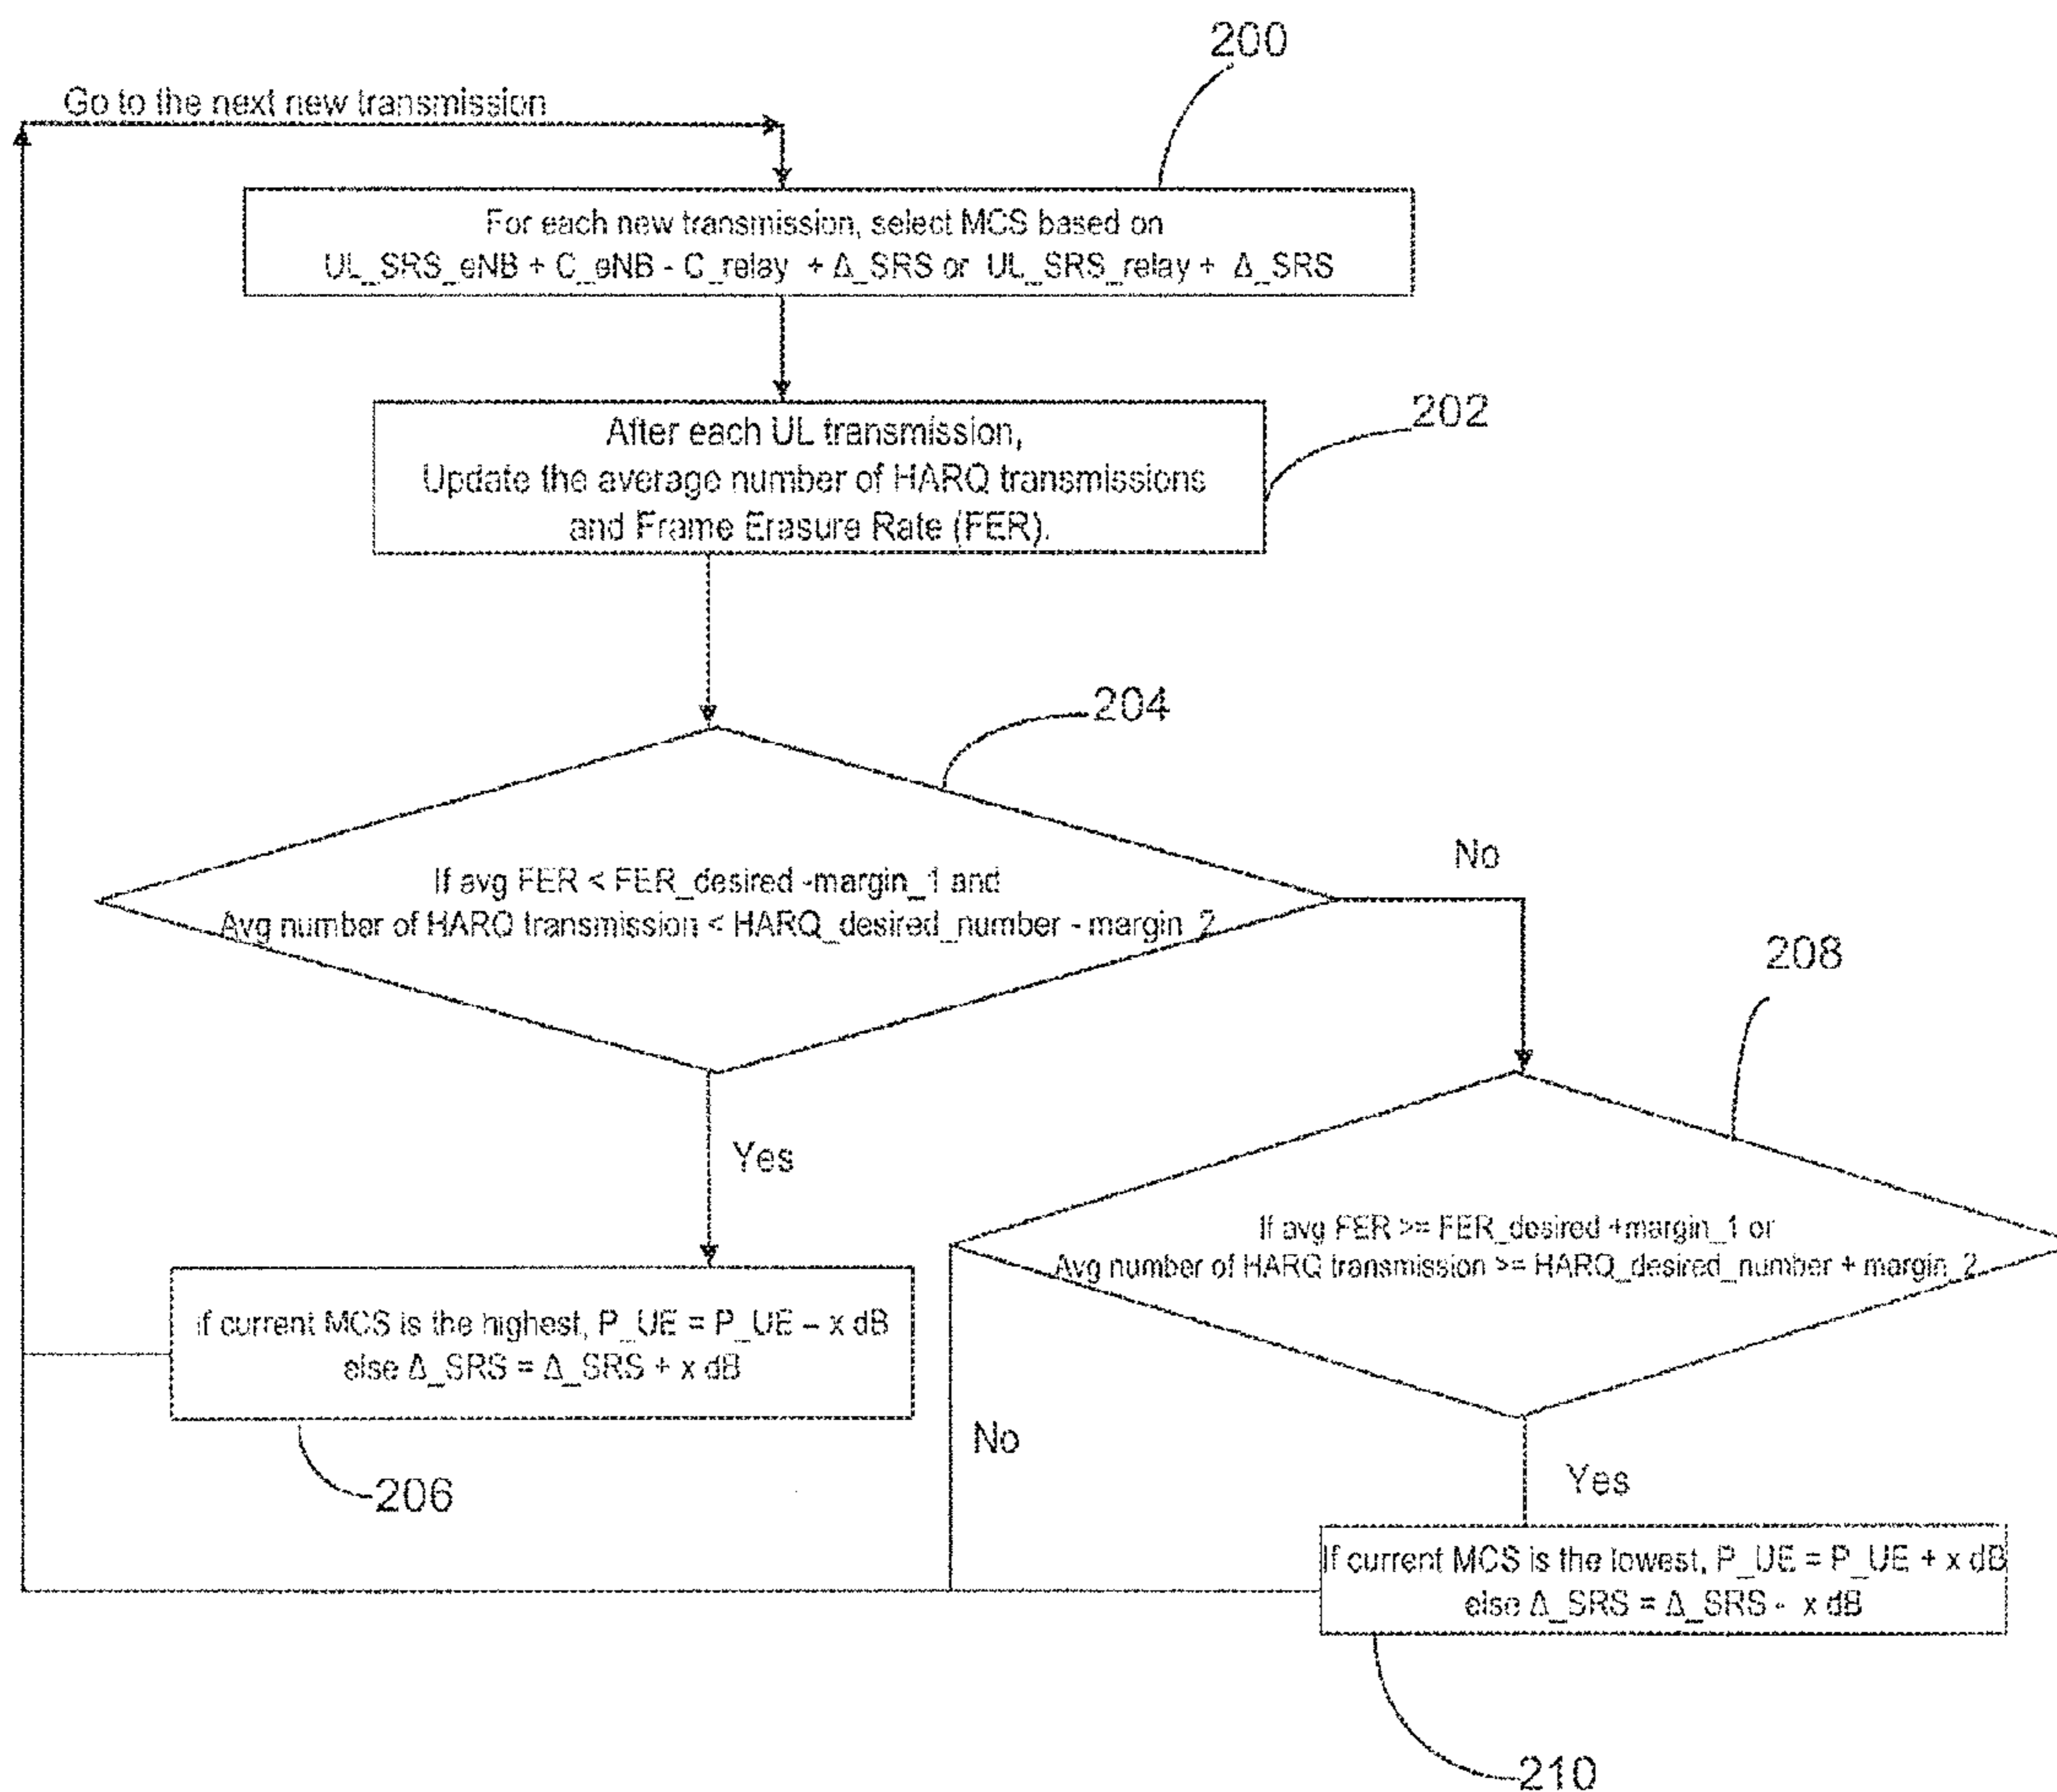 200
Go to the next new transmission
For each new transmission, select MCS based on
UL_SRS_eNB + C_eNB - C_relay + Δ_SRS or UL_SRS_relay + Δ_SRS
After each UL transmission,
Update the average number of HARQ transmissions
and Frame Erasure Rate (FER).
202
204
If avg FER < FER_desired -margin_1 and
Avg number of HARQ transmission < HARQ_desired_number - margin_2
No
208
Yes
If avg FER >= FER_desired +margin_1 or
Avg number of HARQ transmission >= HARQ_desired_number + margin_2
if current MCS is the highest, P_UE = P_UE – x dB
else Δ_SRS = Δ_SRS + x dB
206
No
Yes
If current MCS is the lowest, P_UE = P_UE + x dB
else Δ_SRS = Δ_SRS - x dB
210